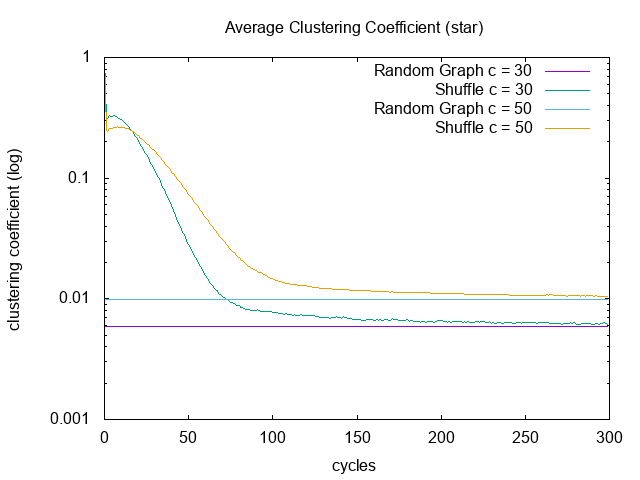 Average Clustering Coefficient (star)
1
Random Graph c = 30
Shuffle c = 30
Random Graph c = 50
Shuffle c = 50
0.1
clustering coefficient (log)
0.01
0.001
0 50 100 150 200 250 300
cycles